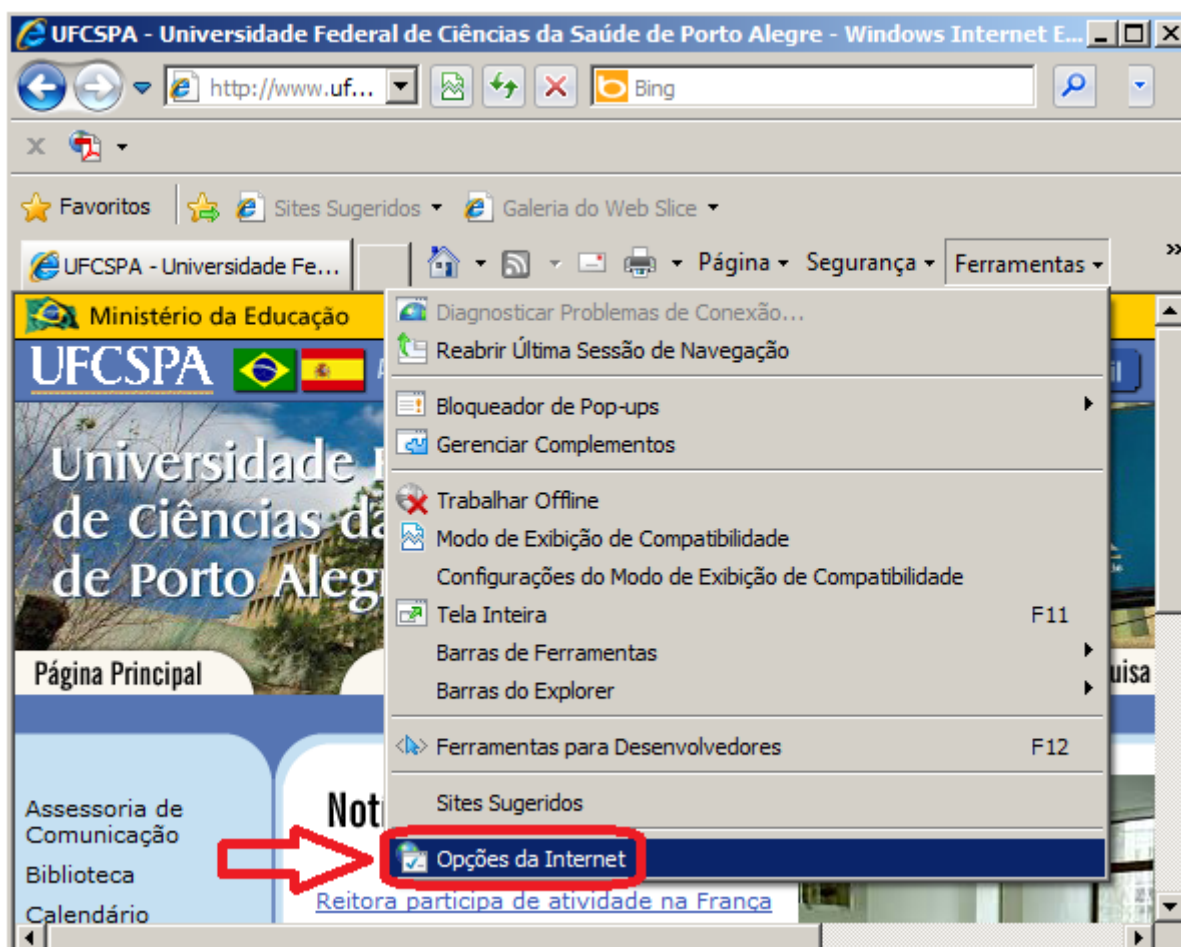 UFCSPA - Universidade Federal de Ciências da Saúde de Porto Alegre - Windows Internet E...
http://www.uf...
Bing
Favoritos
Sites Sugeridos
Galeria do Web Slice
UFCSPA - Universidade Fe...
Página
Segurança
Ferramentas
Ministério da Educação
UFCSPA
Universidade
de Ciências da
de Porto Aleg
Página Principal
uisa
Diagnosticar Problemas de Conexão...
Reabrir Última Sessão de Navegação
Bloqueador de Pop-ups
Gerenciar Complementos
Trabalhar Offline
Modo de Exibição de Compatibilidade
Configurações do Modo de Exibição de Compatibilidade
Tela Inteira F11
Barras de Ferramentas
Barras do Explorer
Ferramentas para Desenvolvedores F12
Sites Sugeridos
Opções da Internet
Assessoria de
Comunicação
Biblioteca
Calendário
Notí
Reitora participa de atividade na França